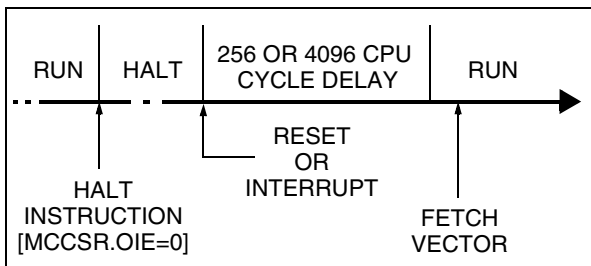 RUN
HALT
256 OR 4096 CPU
CYCLE DELAY
RUN
RESET
OR
INTERRUPT
HALT
INSTRUCTION
[MCCSR.OIE=0]
FETCH
VECTOR